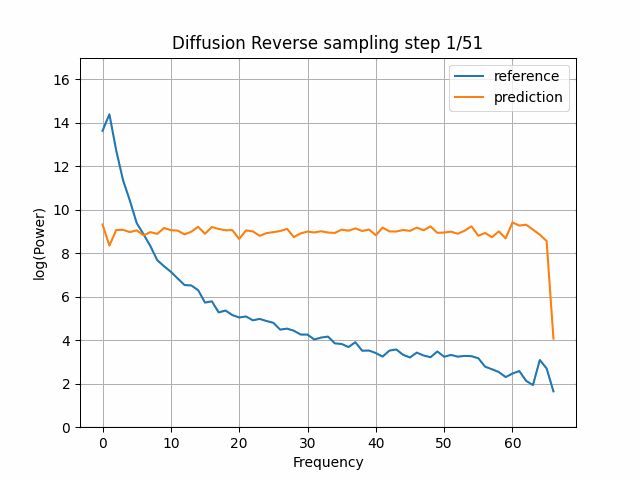 Diffusion Reverse sampling step 1/51
reference
prediction
16
14
12
10
8
6
4
2
0
log(Power)
0 10 20 30 40 50 60
Frequency